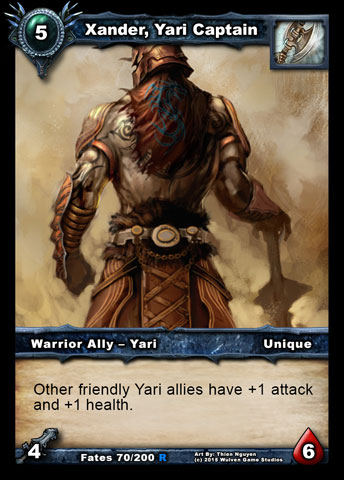 5
Xander, Yari Captain
Warrior Ally – Yari
Unique
Other friendly Yari allies have +1 attack
and +1 health.
4
Fates 70/200 R
Art By: Thien Nguyen
(c) 2015 Wulven Game Studios
6